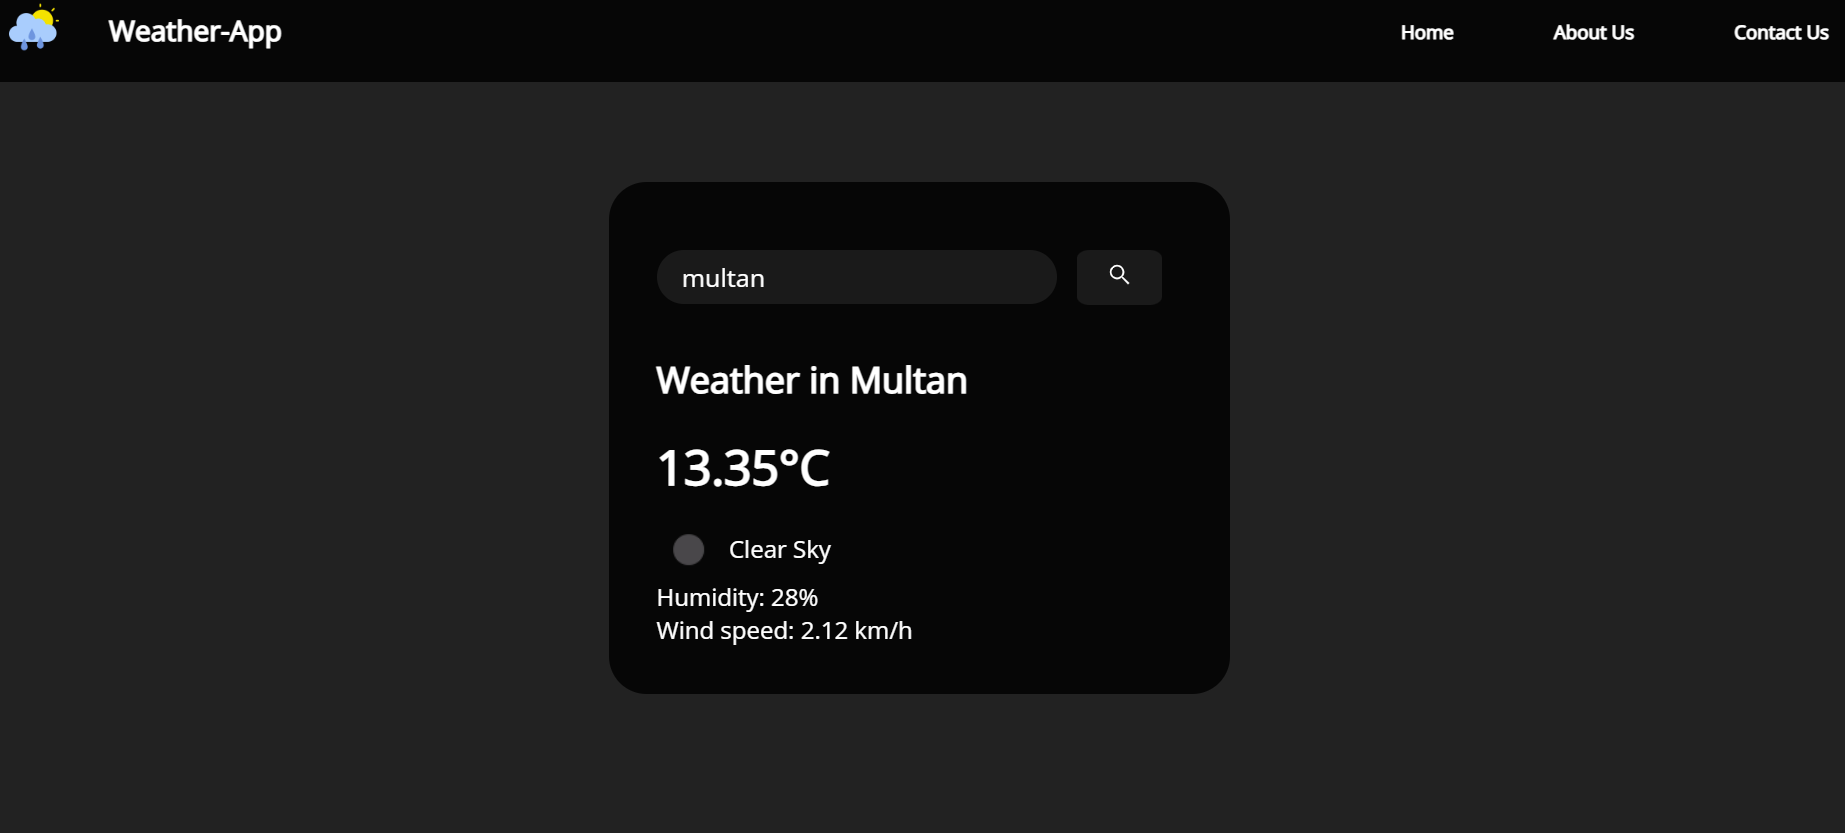 Weather-App Home About Us Contact Us
multan
Weather in Multan
13.35°C
Clear Sky
Humidity: 28%
Wind speed: 2.12 km/h